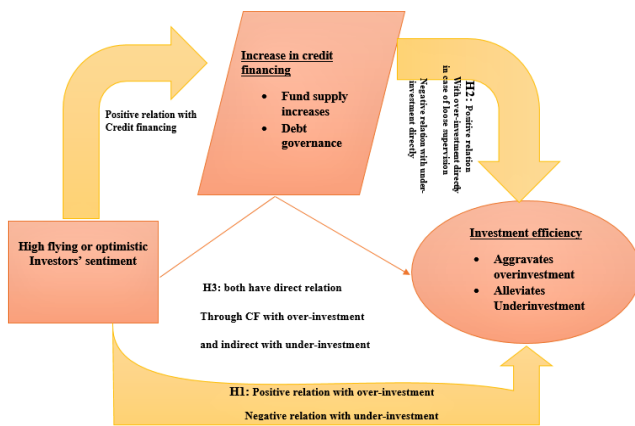 Increase in credit
financing
• Fund supply
increases
• Debt
governance
Positive relation with
Credit financing
H2: Positive relation
With over-investment directly
in case of loose supervision
Negative relation with under-
investment directly
High flying or optimistic
Investors’ sentiment
Investment efficiency
• Aggravates
overinvestment
• Alleviates
Underinvestment
H3: both have direct relation
Through CF with over-investment
and indirect with under-investment
H1: Positive relation with over-investment
Negative relation with under-investment